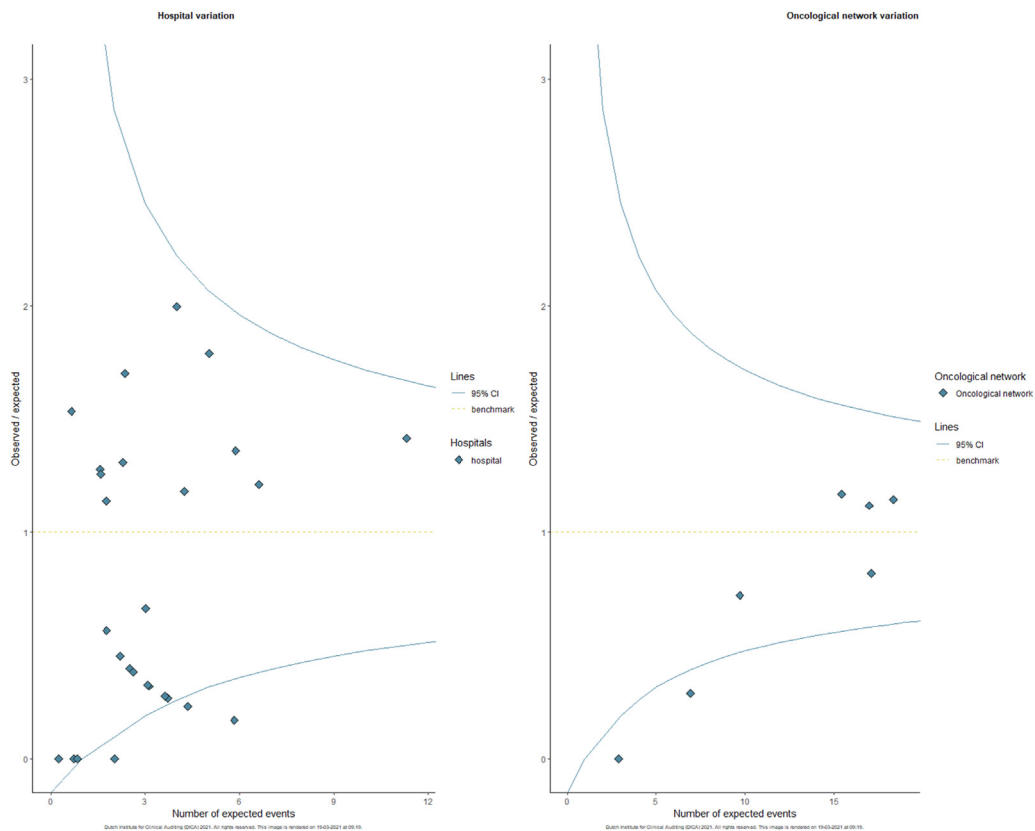 Hospital variation
3
2
1
0
Observed / expected
0 3 6 9 12
Number of expected events
Lines
95% CI
benchmark
Hospitals
hospital
Dutch Institute for Clinical Auditing (DICA) 2021. All rights reserved. This image is rendered on 19-03-2021 at 09:19.
Oncological network variation
3
2
1
0
Observed / expected
0 5 10 15
Number of expected events
Oncological network
Oncological network
Lines
95% CI
benchmark
Dutch Institute for Clinical Auditing (DICA) 2021. All rights reserved. This image is rendered on 19-03-2021 at 09:19.